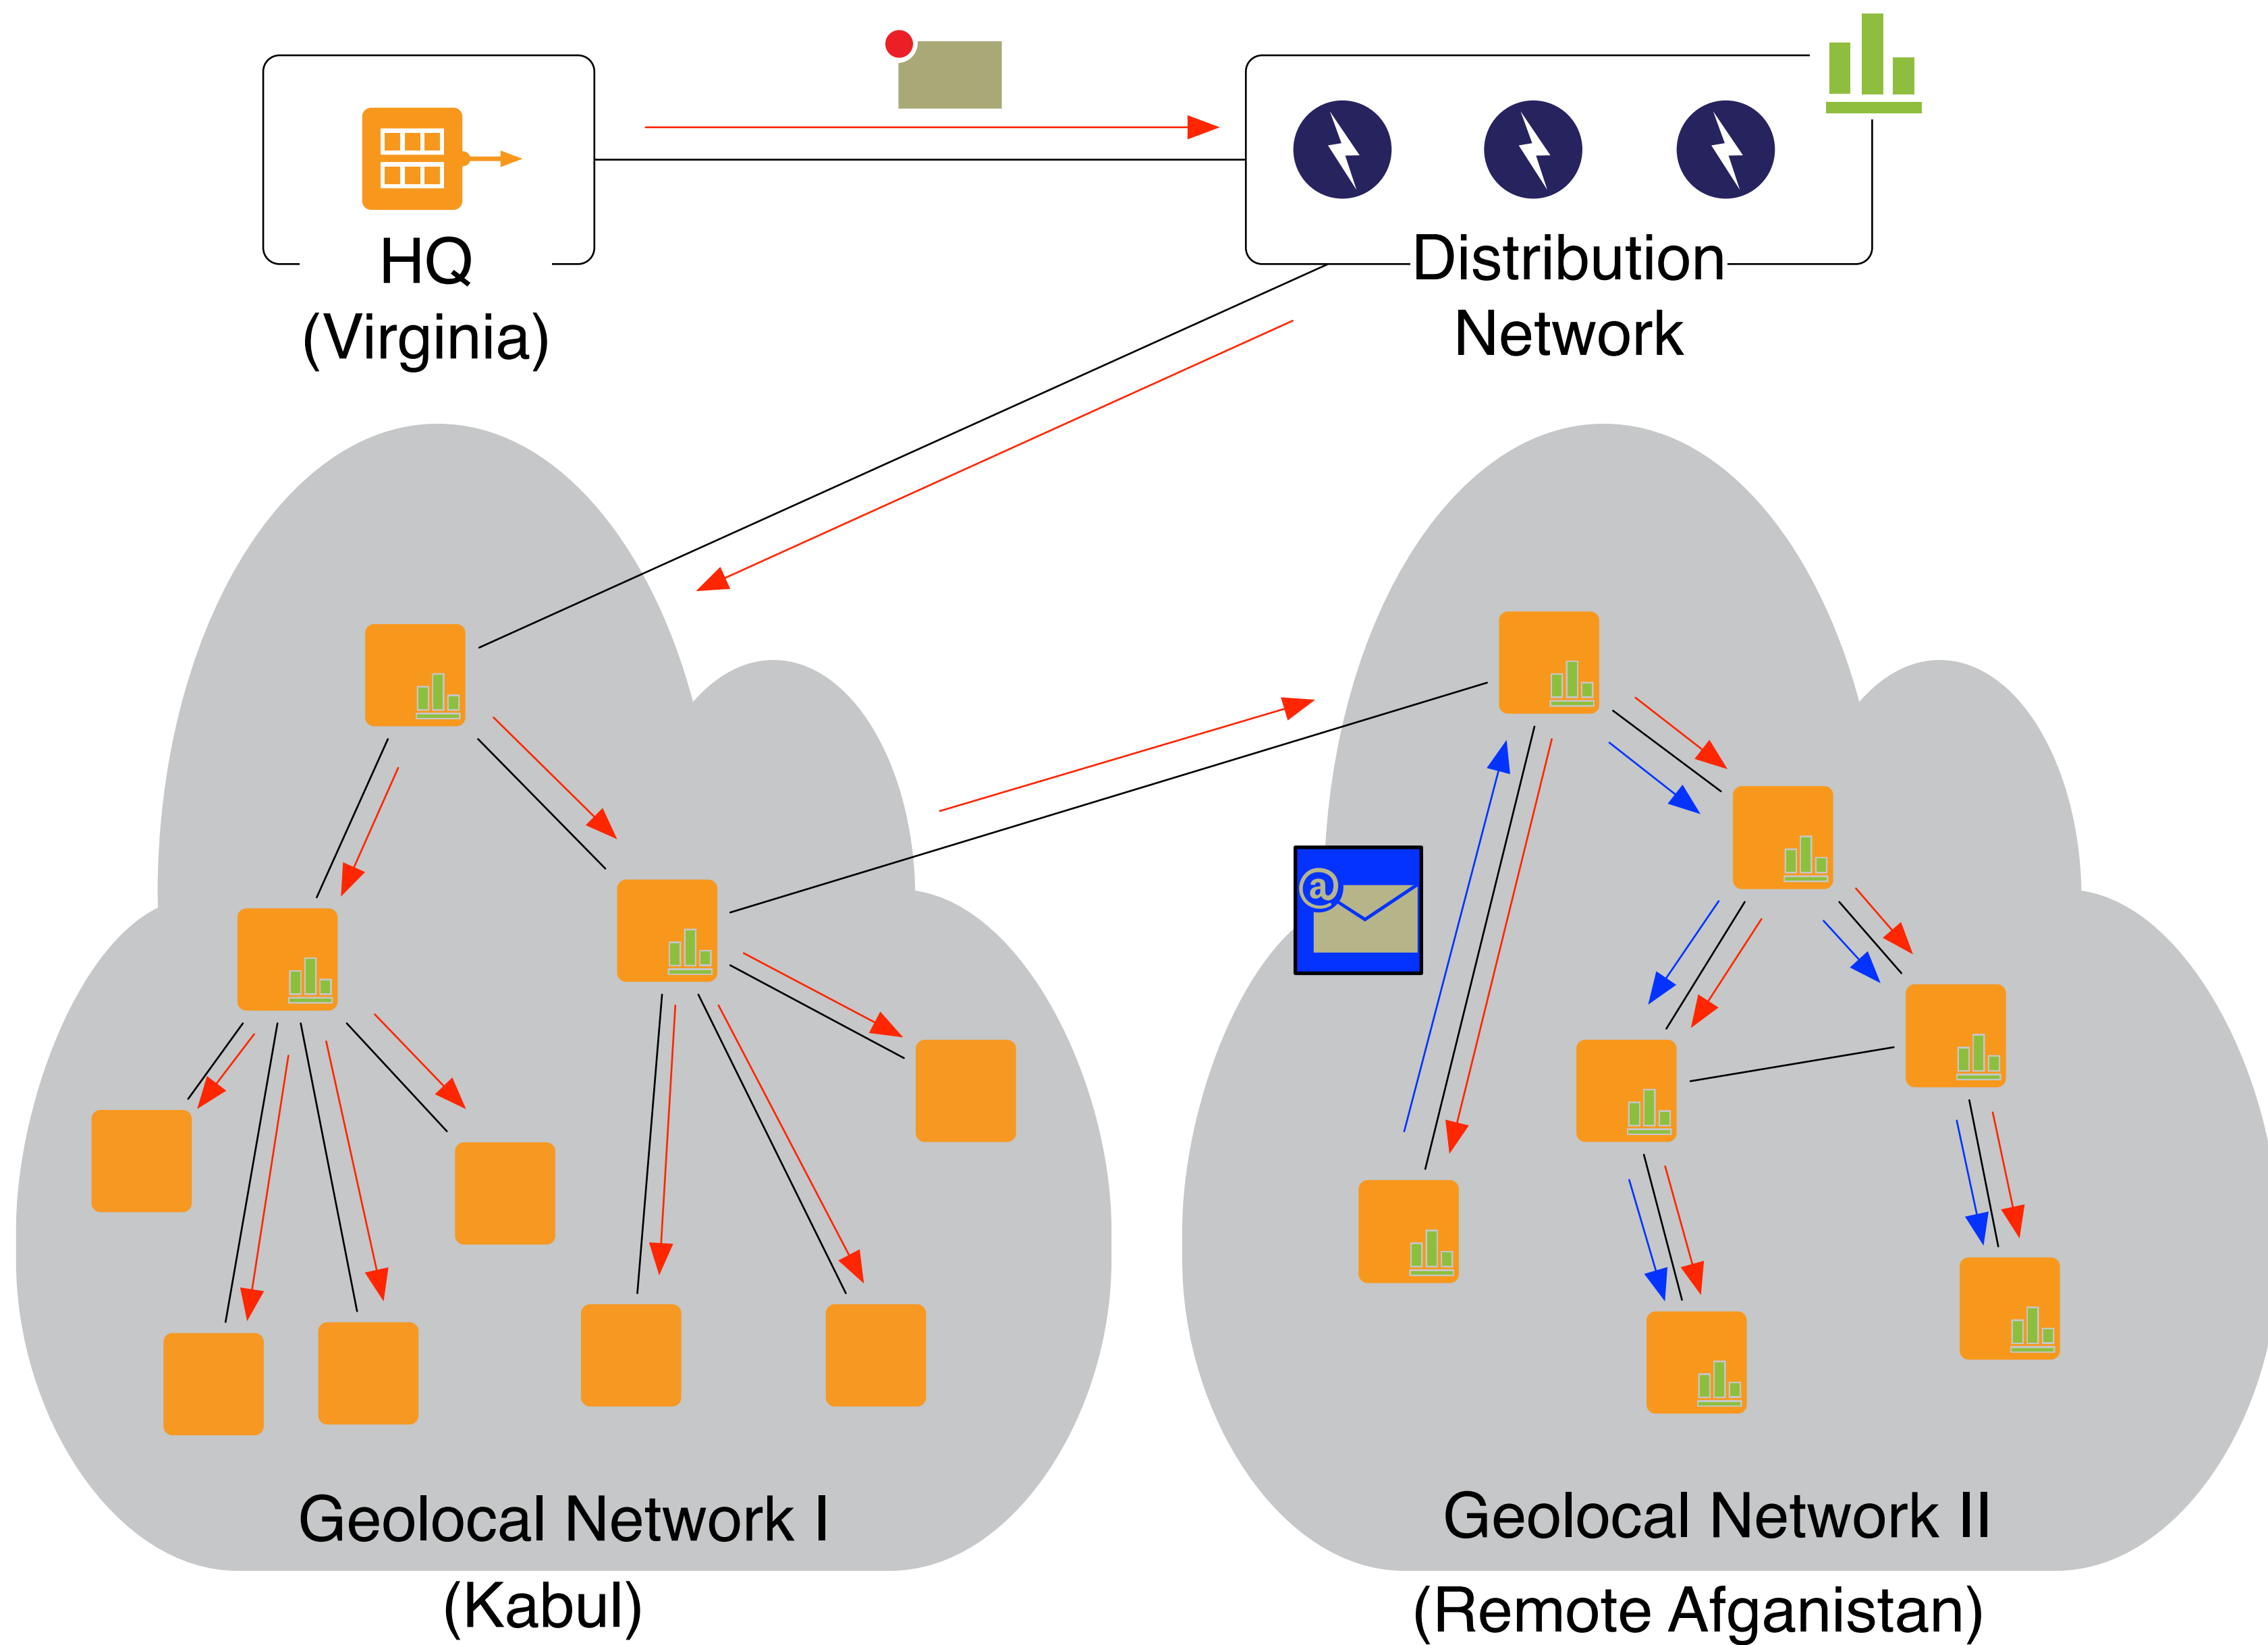 HQ
(Virginia)
Distribution
Network
@
Geolocal Network I
(Kabul)
Geolocal Network II
(Remote Afganistan)